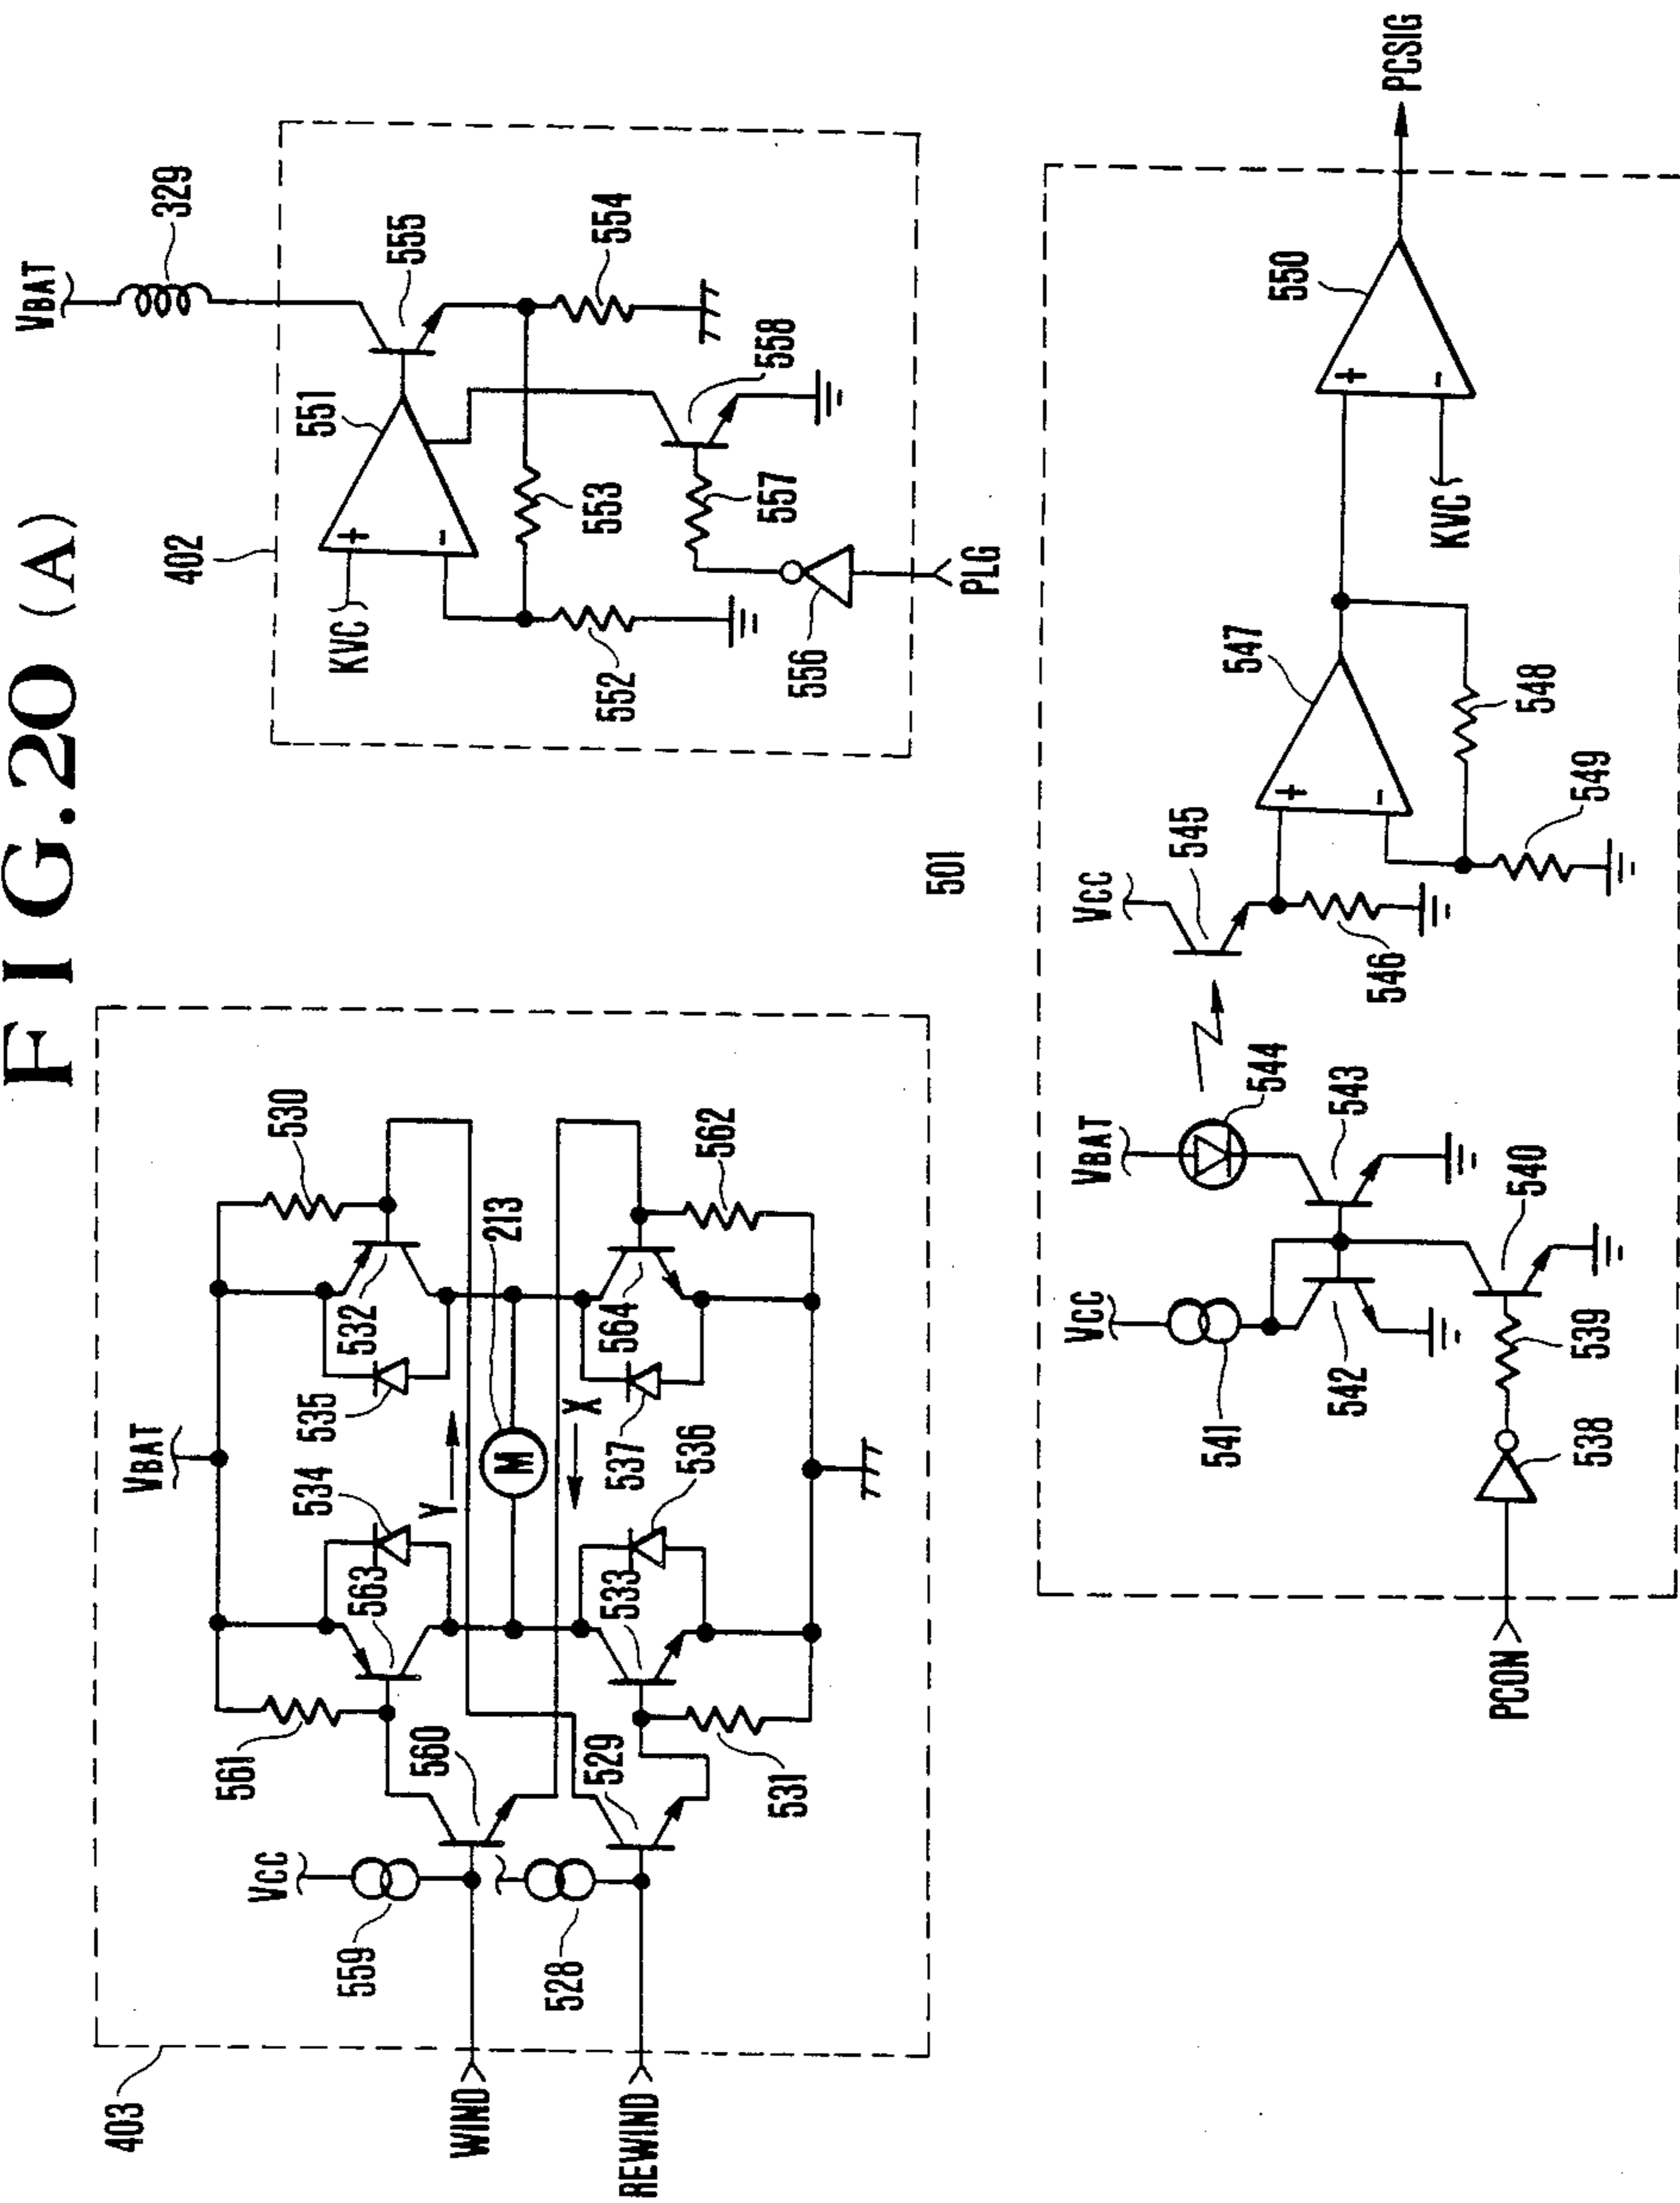 FIG.20 (A)
403
WIND
REWIND
VCC
559
528
560
529
561
531
563
533
534
536
VBAT
Y
X
M
213
535
537
532
564
530
562
402
VBAT
329
KVC
551
555
554
553
552
558
557
556
PLG
501
PCON
538
539
540
541
542
543
VCC
VBAT
544
VCC
545
546
547
548
549
KVC
550
PCSIG
+
-
+
-
+
-